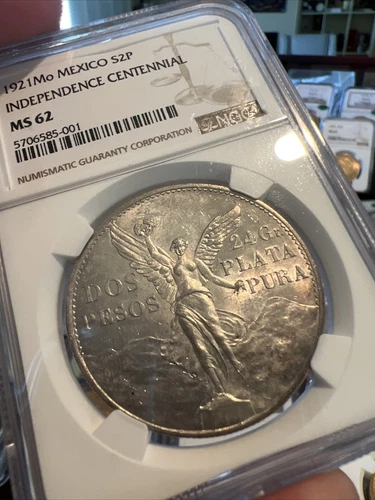 1921Mo MEXICO S2P
INDEPENDENCE CENTENNIAL
MS 62
5706585-001
NGC
NUMISMATIC GUARANTY CORPORATION
DOS
PESOS
24 Gr.
PLATA
PURA